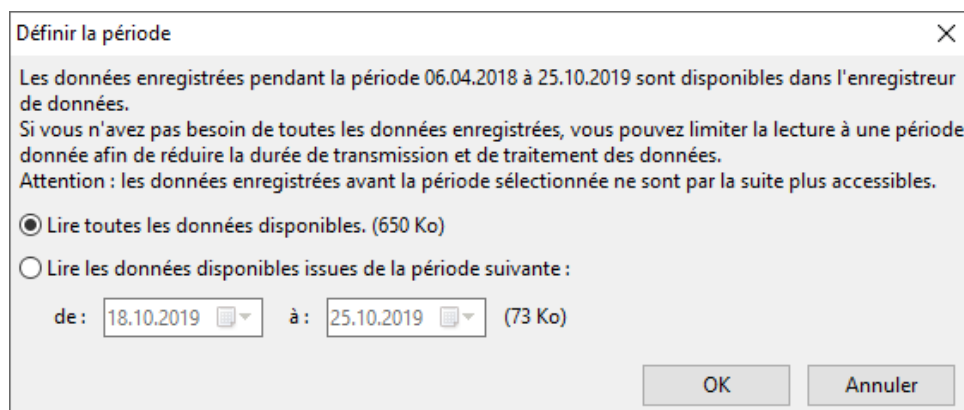 Définir la période
Les données enregistrées pendant la période 06.04.2018 à 25.10.2019 sont disponibles dans l'enregistreur
de données.
Si vous n'avez pas besoin de toutes les données enregistrées, vous pouvez limiter la lecture à une période
donnée afin de réduire la durée de transmission et de traitement des données.
Attention : les données enregistrées avant la période sélectionnée ne sont par la suite plus accessibles.
Lire toutes les données disponibles. (650 Ko)
Lire les données disponibles issues de la période suivante :
de : 18.10.2019 à : 25.10.2019 (73 Ko)
OK Annuler